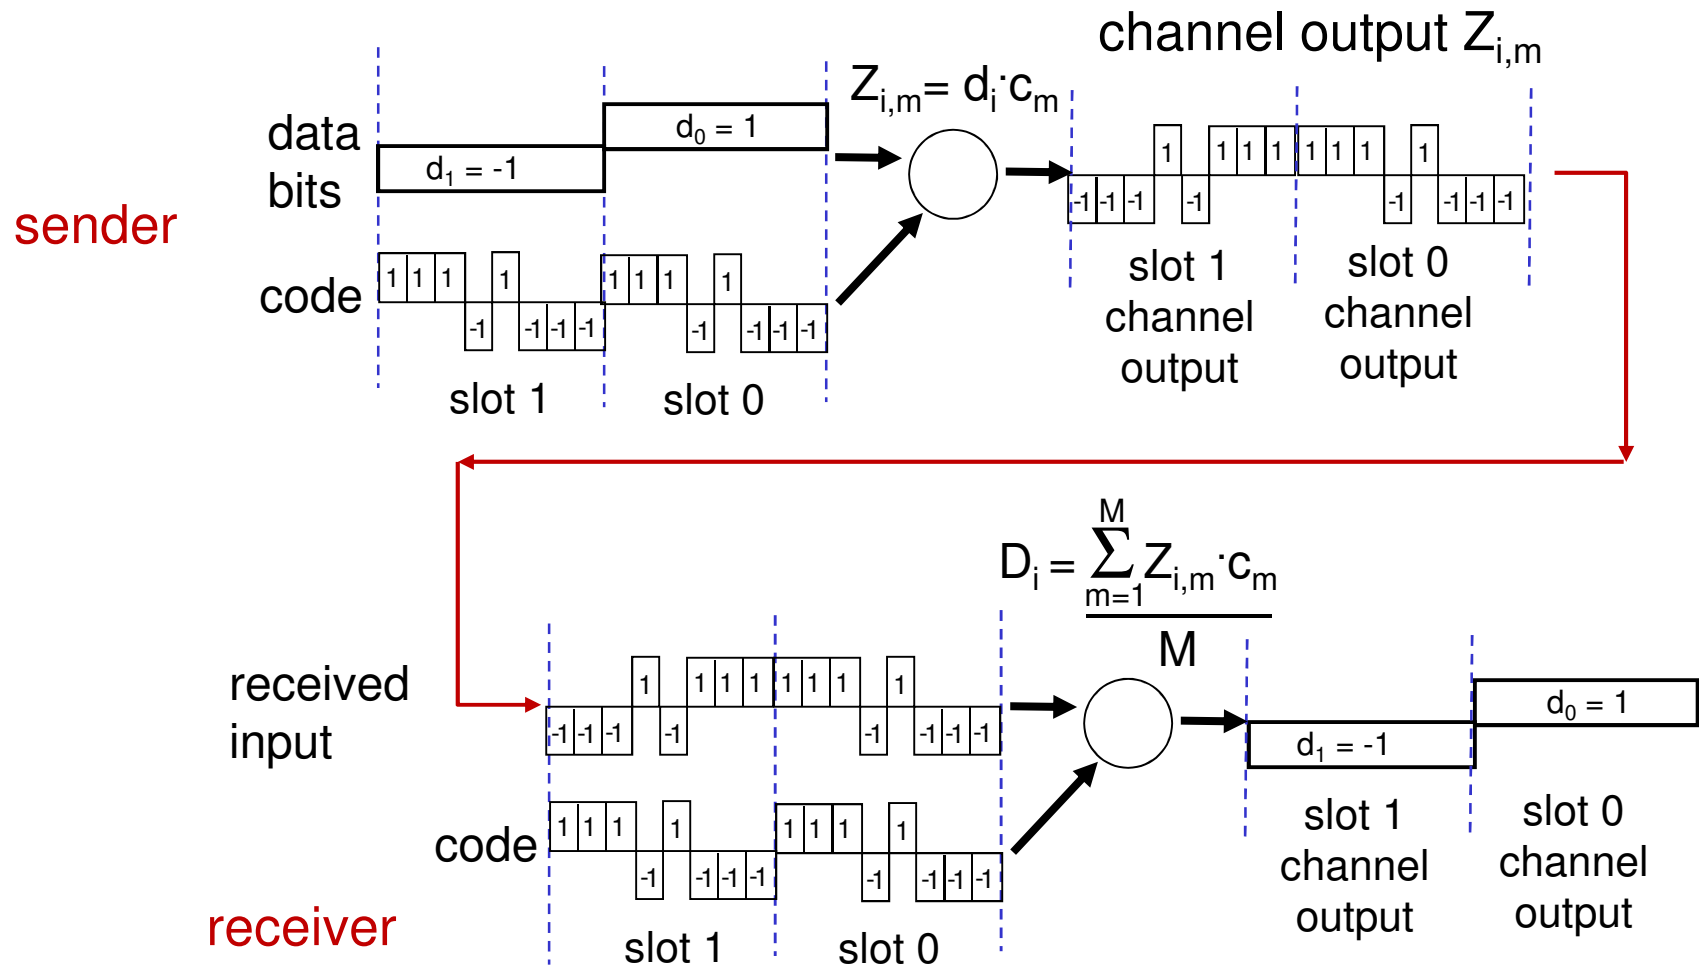 channel output Z_i,m
Z_i,m = d_i·c_m
data bits
d_1 = -1
d_0 = 1
sender
code
1 1 1 -1 1 -1 -1 -1
1 1 1 -1 1 -1 -1 -1
slot 1
slot 0
-1 -1 -1 1 -1 1 1 1
1 1 1 -1 1 -1 -1 -1
slot 1 channel output
slot 0 channel output
D_i = Σ_{m=1}^{M} Z_i,m·c_m
M
received input
-1 -1 -1 1 -1 1 1 1
1 1 1 -1 1 -1 -1 -1
code
1 1 1 -1 1 -1 -1 -1
1 1 1 -1 1 -1 -1 -1
receiver
slot 1
slot 0
d_1 = -1
d_0 = 1
slot 1 channel output
slot 0 channel output